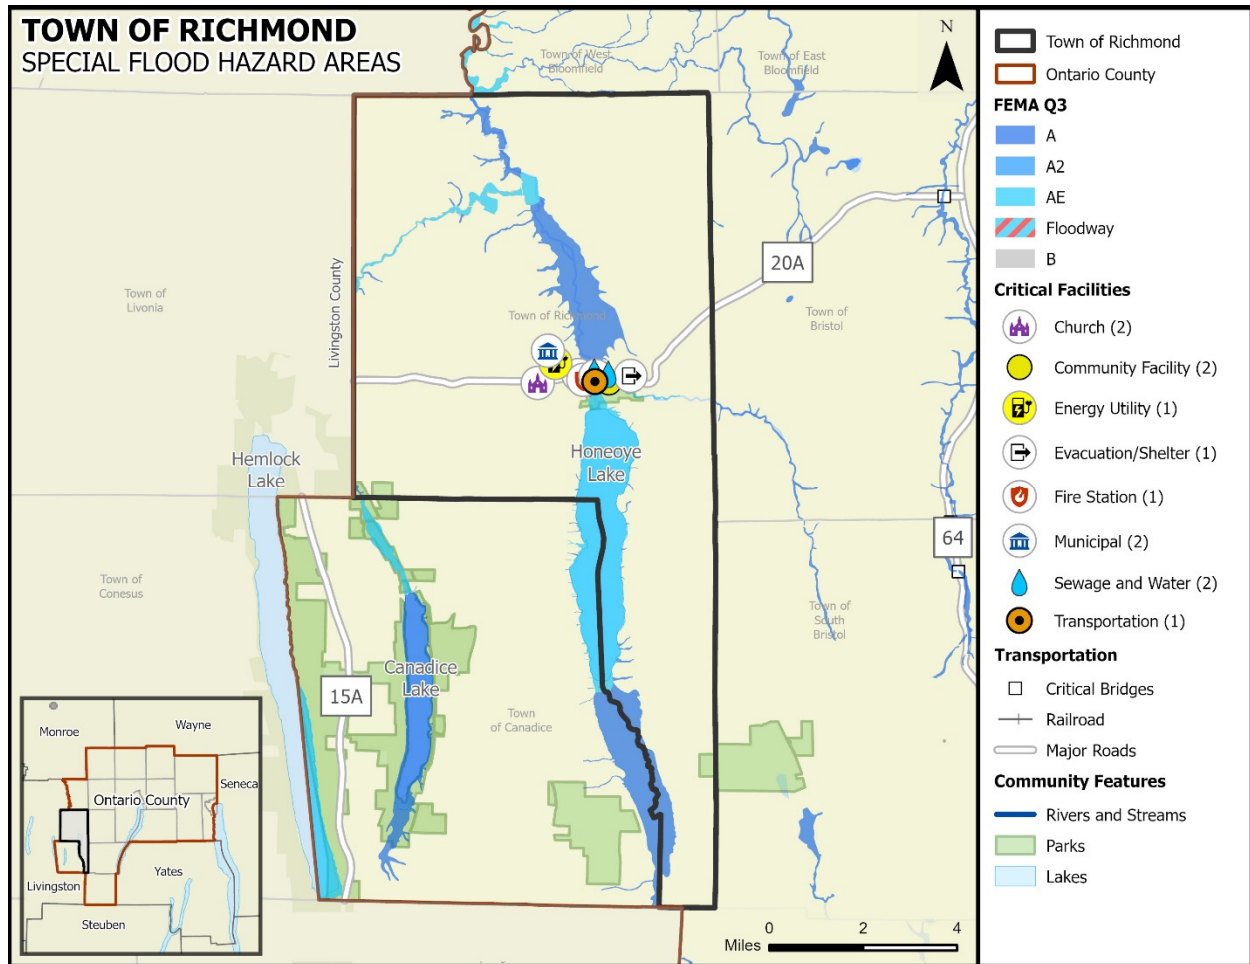 TOWN OF RICHMOND
SPECIAL FLOOD HAZARD AREAS
Town of West
Bloomfield
Town of East
Bloomfield
N
20A
Livingston County
Town of
Livonia
Town of Richmond
Town of
Bristol
Hemlock
Lake
Honeoye
Lake
64
Town of
Conesus
Town of
South
Bristol
Canadice
Lake
15A
Town
of Canadice
Monroe
Wayne
Seneca
Ontario County
Livingston
Yates
Steuben
0 2 4
Miles
Town of Richmond
Ontario County
FEMA Q3
A
A2
AE
Floodway
B
Critical Facilities
Church (2)
Community Facility (2)
Energy Utility (1)
Evacuation/Shelter (1)
Fire Station (1)
Municipal (2)
Sewage and Water (2)
Transportation (1)
Transportation
Critical Bridges
Railroad
Major Roads
Community Features
Rivers and Streams
Parks
Lakes